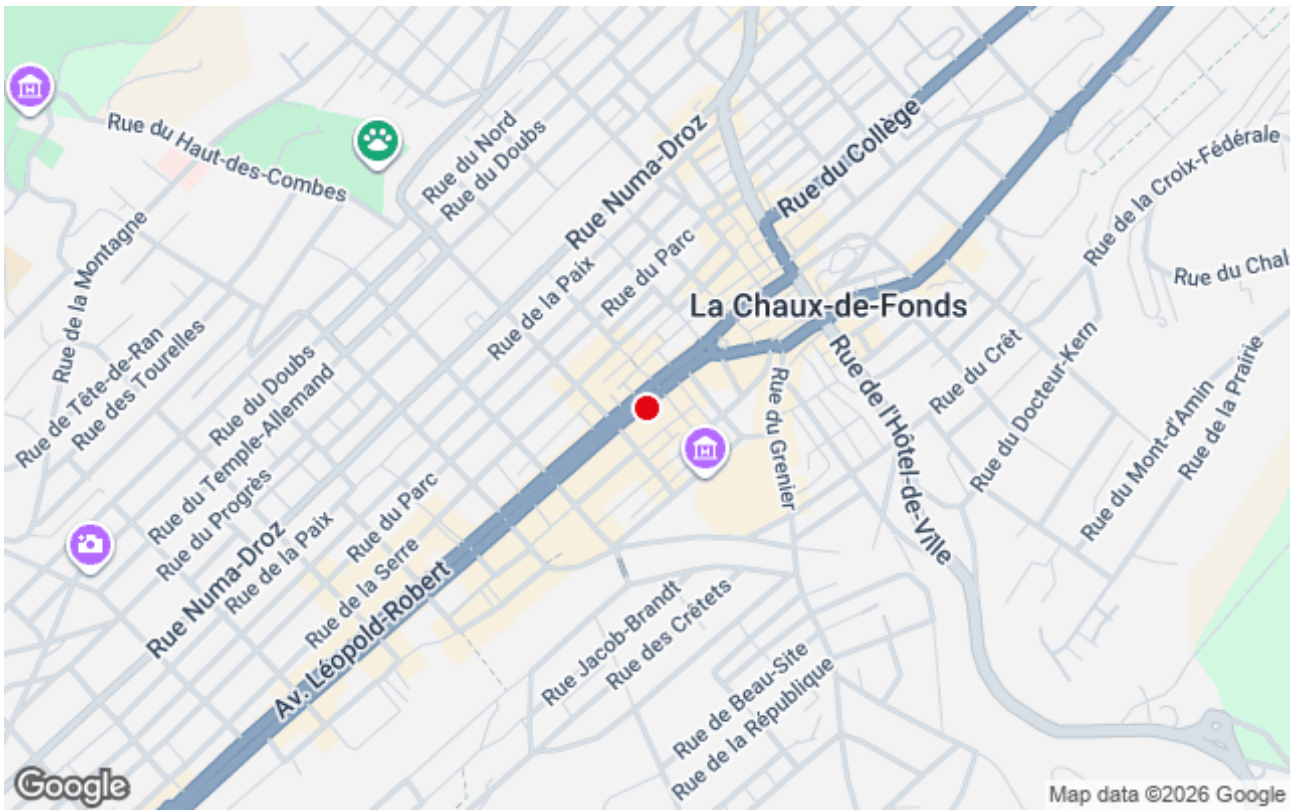 Rue du Haut-des-Combes
Rue du Nord
Rue du Doubs
Rue Numa-Droz
Rue du Collège
Rue de la Croix-Fédérale
Rue du Chal
Rue de la Montagne
Rue de la Paix
Rue du Parc
La Chaux-de-Fonds
Rue de Tête-de-Ran
Rue des Tourelles
Rue du Doubs
Rue du Temple-Allemand
Rue du Progrès
Rue Numa-Droz
Rue de la Paix
Rue du Parc
Rue de la Serre
Av. Léopold-Robert
Rue du Grenier
Rue de l'Hôtel-de-Ville
Rue du Crêt
Rue du Docteur-Kern
Rue du Mont-d'Amin
Rue de la Prairie
Rue Jacob-Brandt
Rue des Crêtets
Rue de Beau-Site
Rue de la République
Google
Map data ©2026 Google